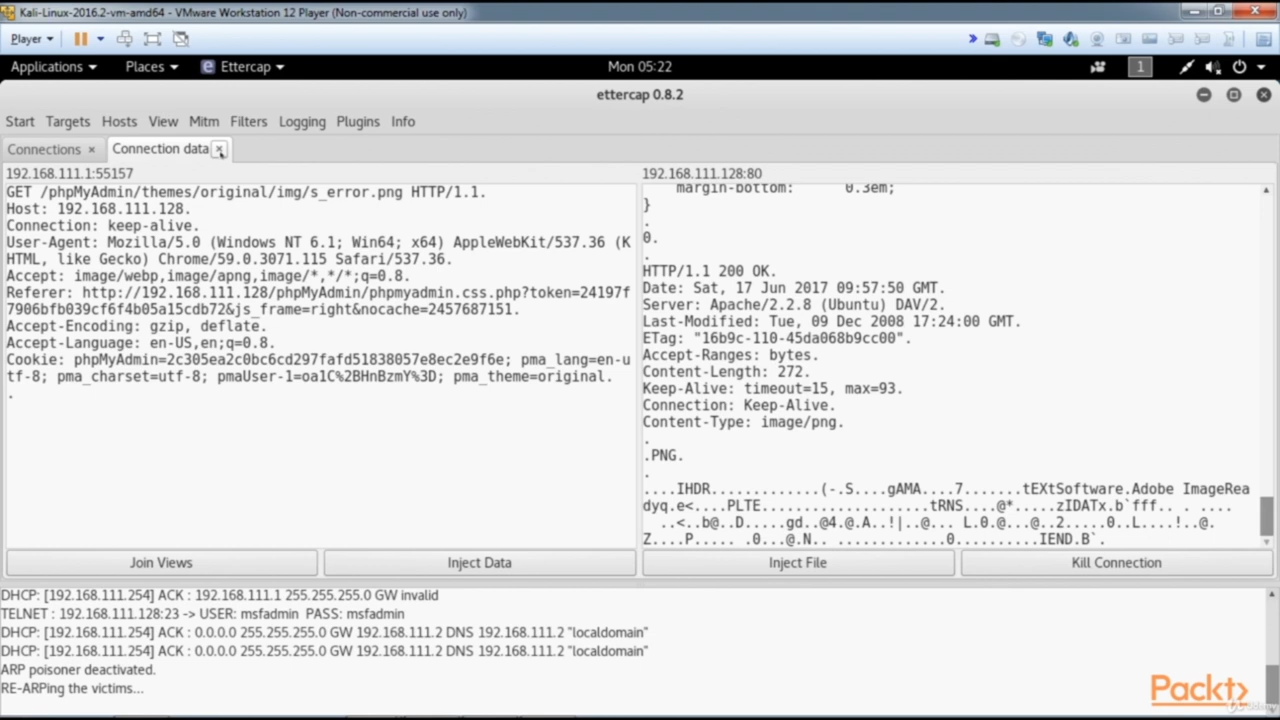 Kali-Linux-2016.2-vm-amd64 - VMware Workstation 12 Player (Non-commercial use only)
Player
Applications Places Ettercap Mon 05:22 1
ettercap 0.8.2
Start Targets Hosts View Mitm Filters Logging Plugins Info
Connections × Connection data ×
192.168.111.1:55157
GET /phpMyAdmin/themes/original/img/s_error.png HTTP/1.1.
Host: 192.168.111.128.
Connection: keep-alive.
User-Agent: Mozilla/5.0 (Windows NT 6.1; Win64; x64) AppleWebKit/537.36 (K
HTML, like Gecko) Chrome/59.0.3071.115 Safari/537.36.
Accept: image/webp,image/apng,image/*,*/*;q=0.8.
Referer: http://192.168.111.128/phpMyAdmin/phpmyadmin.css.php?token=24197f
7906bfb039cf6f4b05a15cdb72&js_frame=right&nocache=2457687151.
Accept-Encoding: gzip, deflate.
Accept-Language: en-US,en;q=0.8.
Cookie: phpMyAdmin=2c305ea2c0bc6cd297fafd51838057e8ec2e9f6e; pma_lang=en-u
tf-8; pma_charset=utf-8; pmaUser-1=oa1C%2BHnBzmY%3D; pma_theme=original.
.
192.168.111.128:80
margin-bottom: 0.3em;
}
.
0.
.
HTTP/1.1 200 OK.
Date: Sat, 17 Jun 2017 09:57:50 GMT.
Server: Apache/2.2.8 (Ubuntu) DAV/2.
Last-Modified: Tue, 09 Dec 2008 17:24:00 GMT.
ETag: "16b9c-110-45da068b9cc00".
Accept-Ranges: bytes.
Content-Length: 272.
Keep-Alive: timeout=15, max=93.
Connection: Keep-Alive.
Content-Type: image/png.
.
.PNG.
.
....IHDR.............(-.S....gAMA....7.......tEXtSoftware.Adobe ImageRea
dyq.e<....PLTE..................tRNS....@*.....zIDATx.b`fff.. . ....
..<..b@..D.....gd..@4.@.A..!|..@... L.0.@...@..2.....0..L....!..@.
Z....P..... .0...@.N.. .............0..........IEND.B`.
Join Views Inject Data Inject File Kill Connection
DHCP: [192.168.111.254] ACK : 192.168.111.1 255.255.255.0 GW invalid
TELNET : 192.168.111.128:23 -> USER: msfadmin PASS: msfadmin
DHCP: [192.168.111.254] ACK : 0.0.0.0 255.255.255.0 GW 192.168.111.2 DNS 192.168.111.2 "localdomain"
DHCP: [192.168.111.254] ACK : 0.0.0.0 255.255.255.0 GW 192.168.111.2 DNS 192.168.111.2 "localdomain"
ARP poisoner deactivated.
RE-ARPing the victims...
Packt>